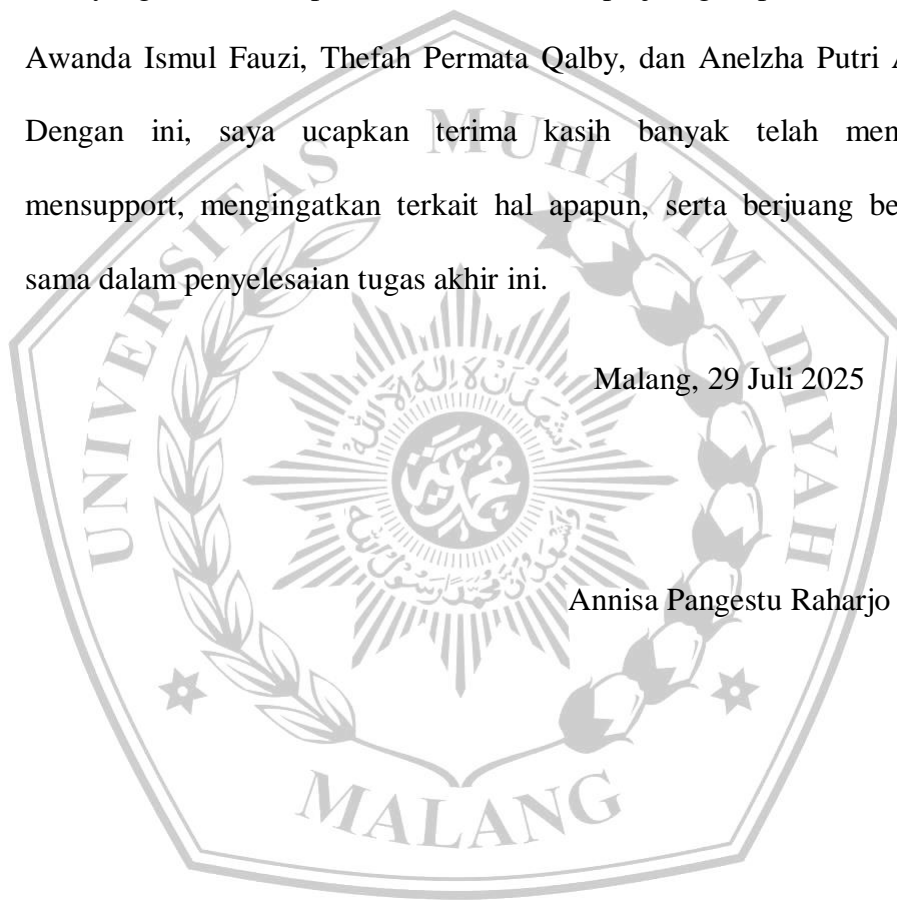 Awanda Ismul Fauzi, Thefah Permata Qalby, dan Anelzha Putri
Dengan ini, saya ucapkan terima kasih banyak telah
mensupport, mengingatkan terkait hal apapun, serta berjuang
sama dalam penyelesaian tugas akhir ini.
Malang, 29 Juli 2025
Annisa Pangestu Raharjo
UNIVERSITAS MUHAMMADIYAH
MALANG